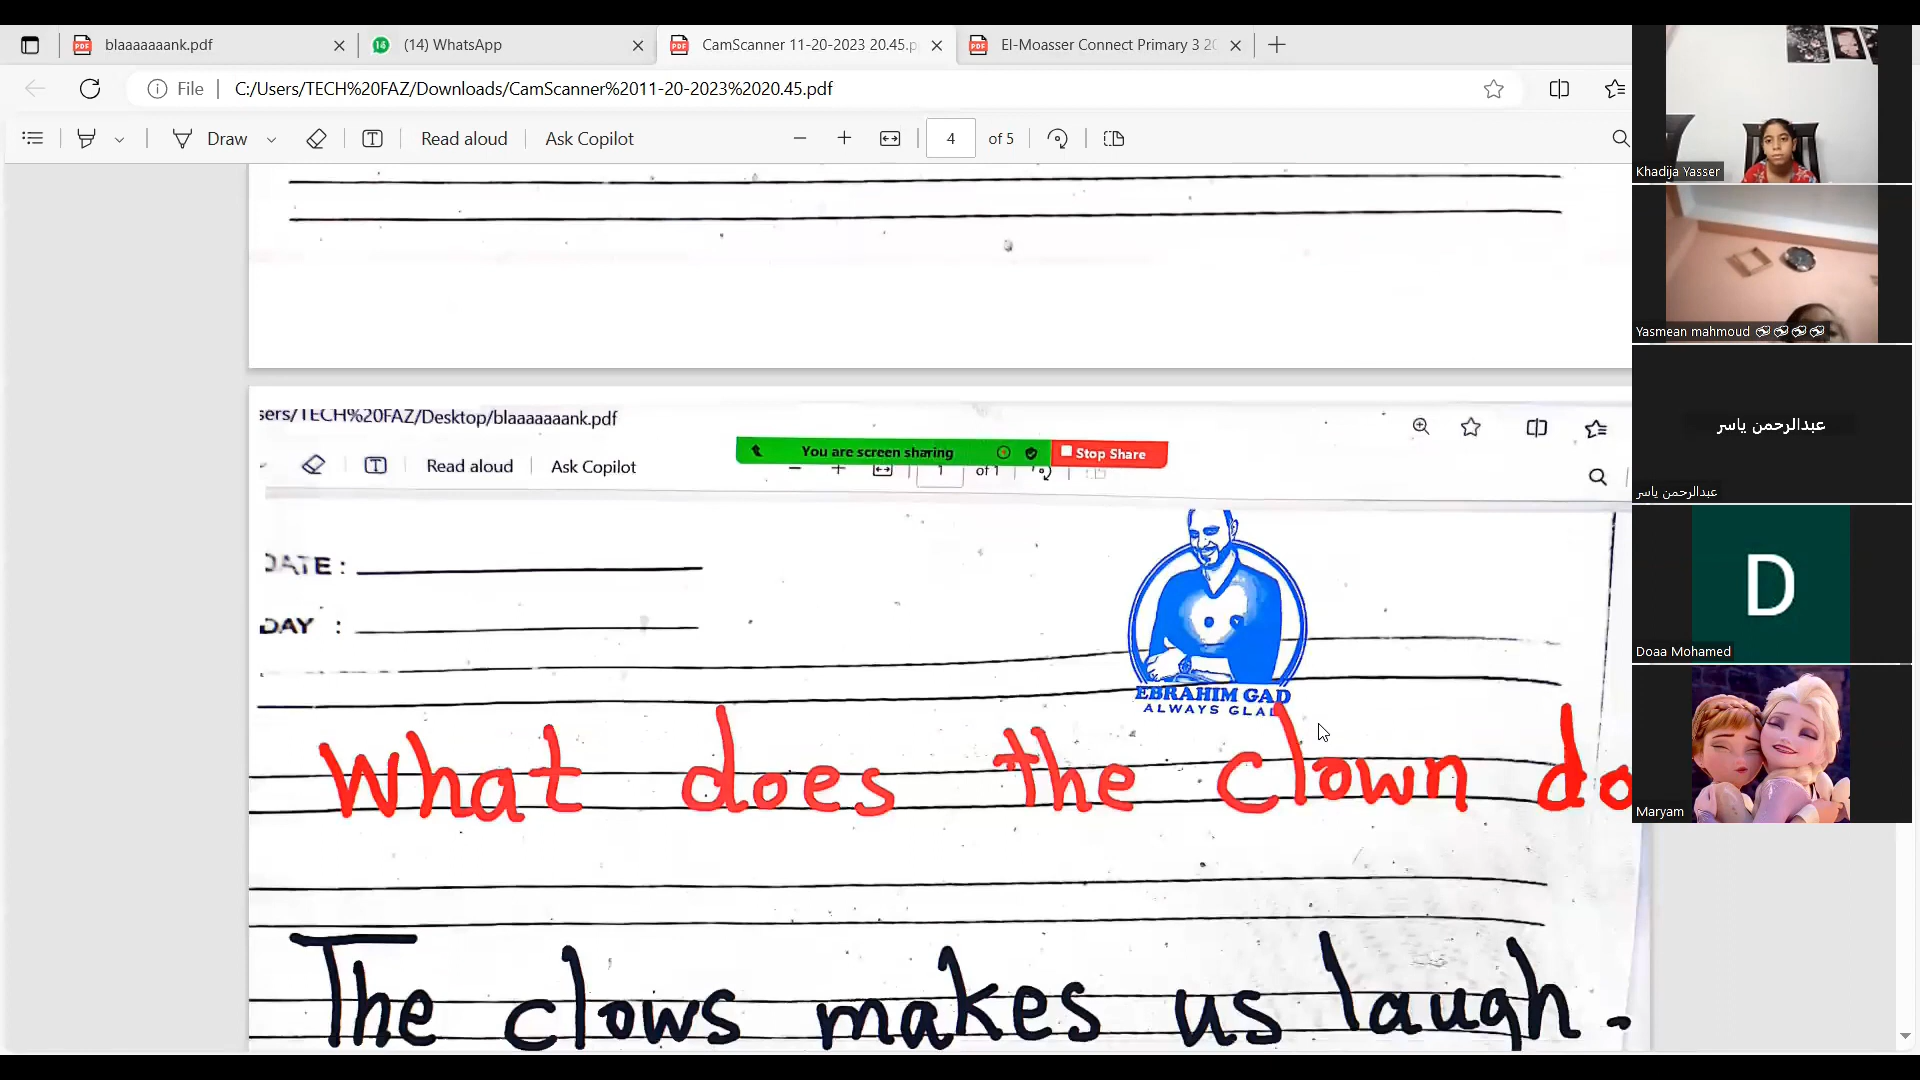 blaaaaaaank.pdf
(14) WhatsApp
CamScanner 11-20-2023 20.45.p
El-Moasser Connect Primary 3 20
File C:/Users/TECH%20FAZ/Downloads/CamScanner%2011-20-2023%2020.45.pdf
Draw Read aloud Ask Copilot 4 of 5
Khadija Yasser
Yasmean mahmoud
عبدالرحمن ياسر
عبدالرحمن ياسر
D
Doaa Mohamed
Maryam
sers/TECH%20FAZ/Desktop/blaaaaaaank.pdf
You are screen sharing Stop Share
Read aloud Ask Copilot 1 of 1
DATE :
DAY :
EBRAHIM GAD
ALWAYS GLAD
What does the clown do
The clows makes us laugh.